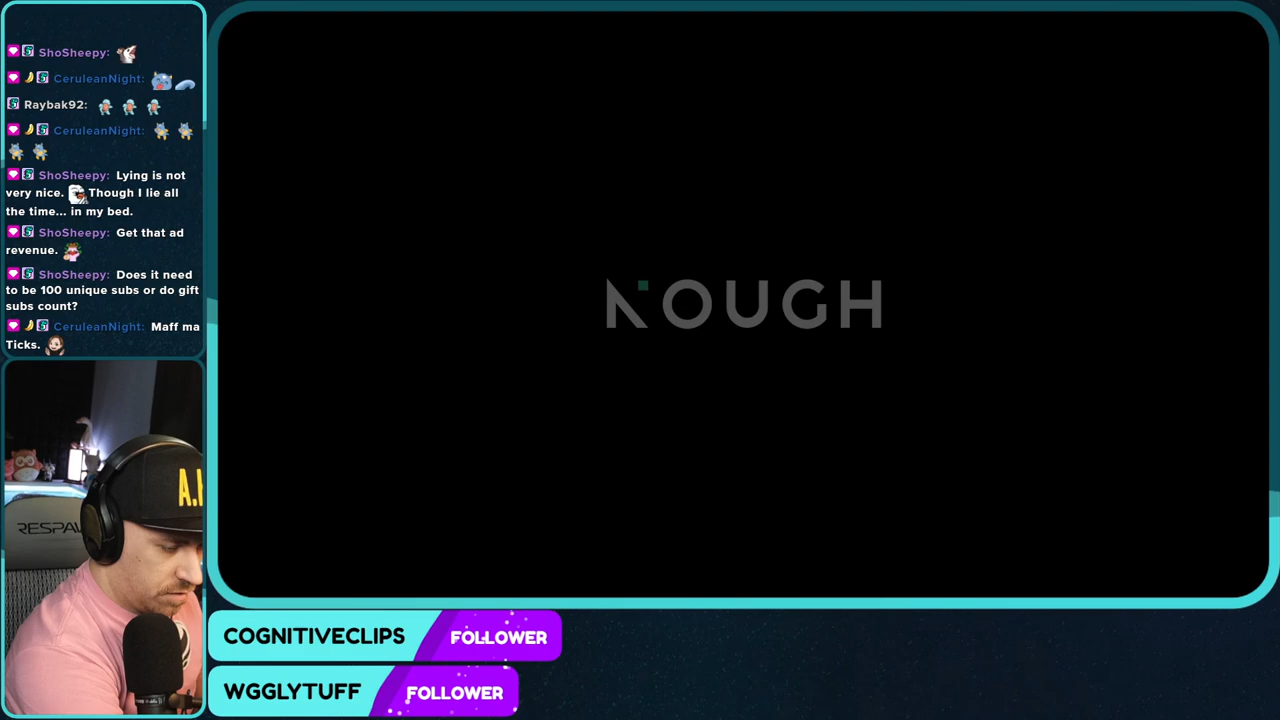 ShoSheepy:
CeruleanNight:
Raybak92:
CeruleanNight:
ShoSheepy: Lying is not
very nice. Though I lie all
the time... in my bed.
ShoSheepy: Get that ad
revenue.
ShoSheepy: Does it need
to be 100 unique subs or do gift
subs count?
CeruleanNight: Maff ma
Ticks.
NOUGH
RESPAW
A.
COGNITIVECLIPS FOLLOWER
WGGLYTUFF FOLLOWER